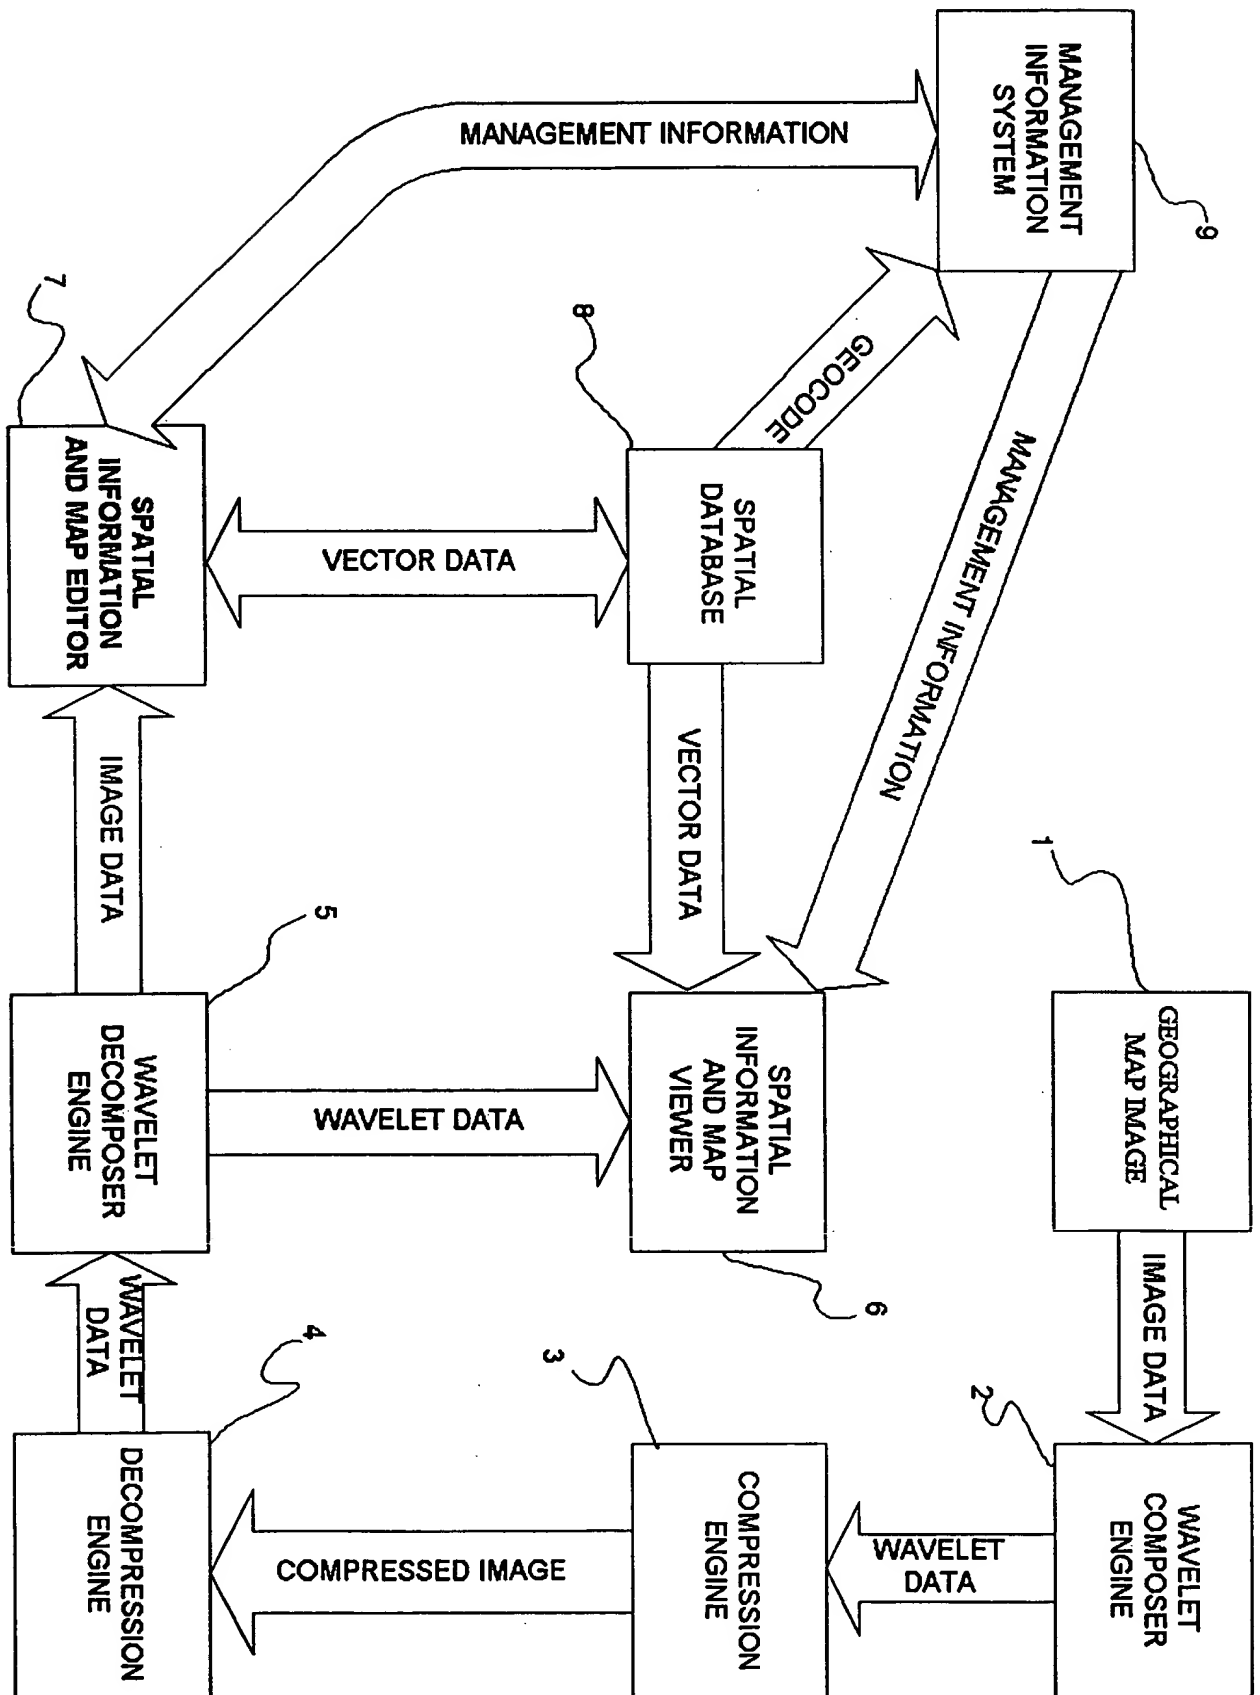 1
GEOGRAPHICAL
MAP IMAGE
IMAGE DATA
2
WAVELET
COMPOSER
ENGINE
WAVELET
DATA
3
COMPRESSION
ENGINE
COMPRESSED IMAGE
4
DECOMPRESSION
ENGINE
WAVELET
DATA
5
WAVELET
DECOMPOSER
ENGINE
WAVELET DATA
IMAGE DATA
6
SPATIAL
INFORMATION
AND MAP
VIEWER
7
SPATIAL
INFORMATION
AND MAP EDITOR
VECTOR DATA
8
SPATIAL
DATABASE
VECTOR DATA
GEOCODE
9
MANAGEMENT
INFORMATION
SYSTEM
MANAGEMENT INFORMATION
MANAGEMENT INFORMATION